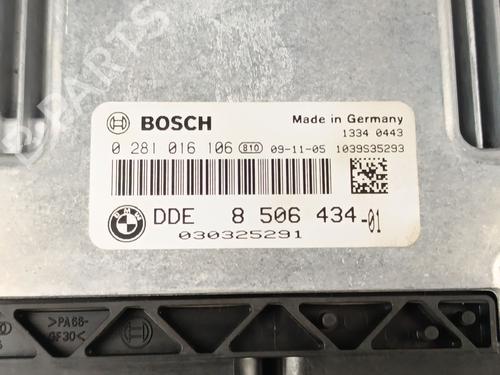 BOSCH
Made in Germany
1334 0443
0 281 016 106 810 09-11-05 1039S35293
BMW
DDE 8 506 434-01
030325291
>PA66-
GF30<